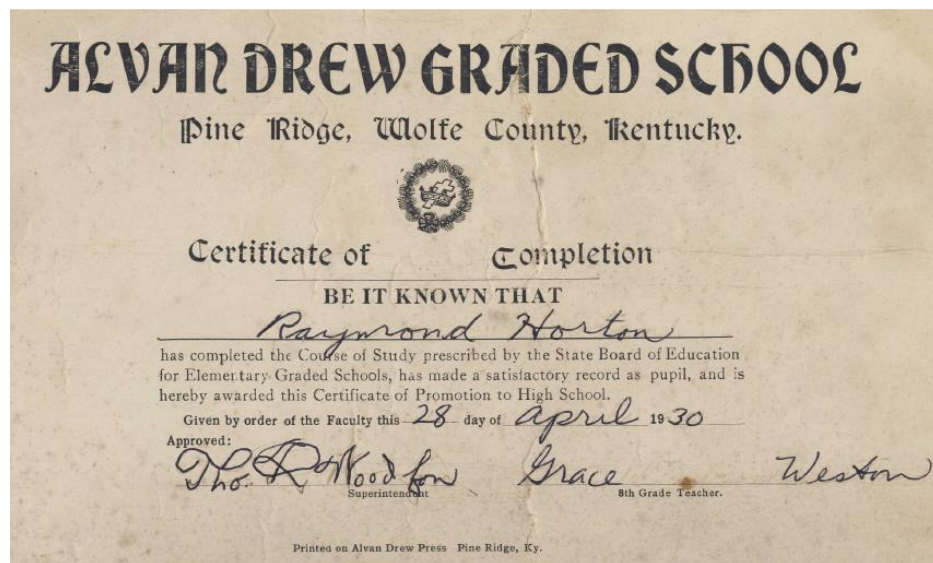 ALVAN DREW GRADED SCHOOL
Pine Ridge, Wolfe County, Kentucky.
Certificate of Completion
BE IT KNOWN THAT
Raymond Horton
has completed the Course of Study prescribed by the State Board of Education
for Elementary Graded Schools, has made a satisfactory record as pupil, and is
hereby awarded this Certificate of Promotion to High School.
Given by order of the Faculty this 28 day of April 1930
Approved:
Tho. R Woodfon Grace Weston
Superintendent 8th Grade Teacher.
Printed on Alvan Drew Press Pine Ridge, Ky.